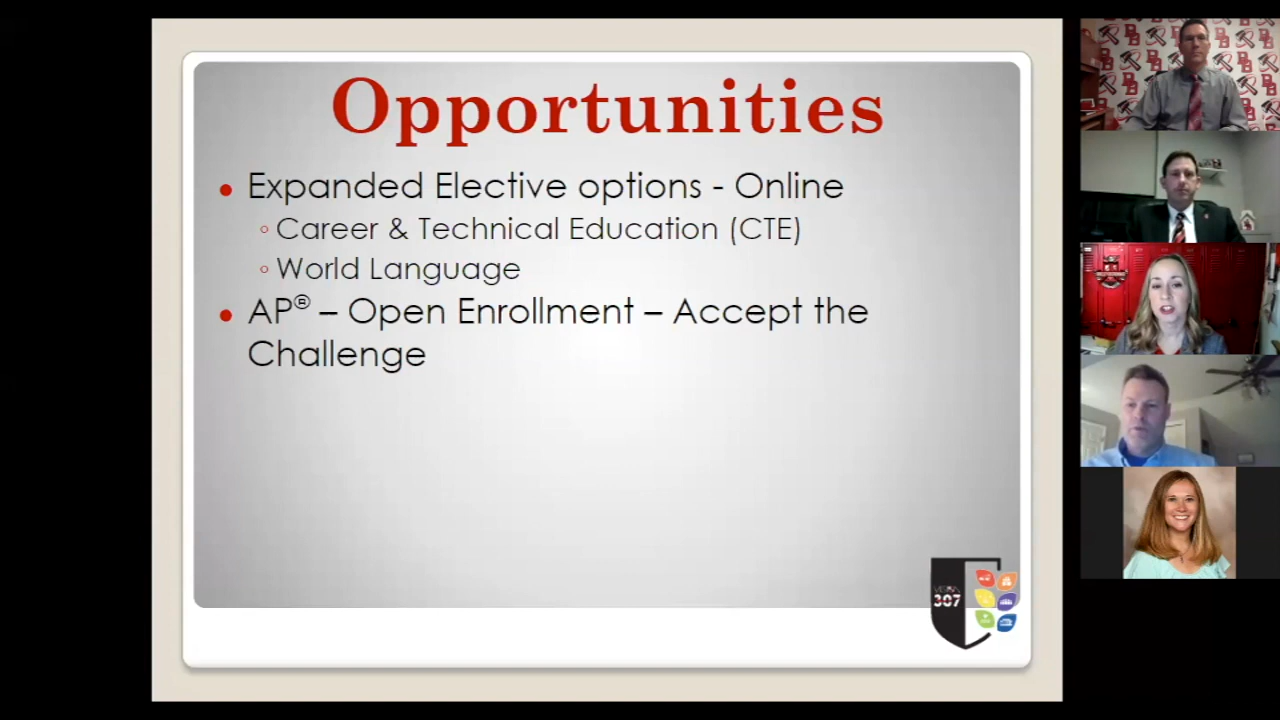 Opportunities
Expanded Elective options - Online
Career & Technical Education (CTE)
World Language
AP® – Open Enrollment – Accept the
Challenge
307